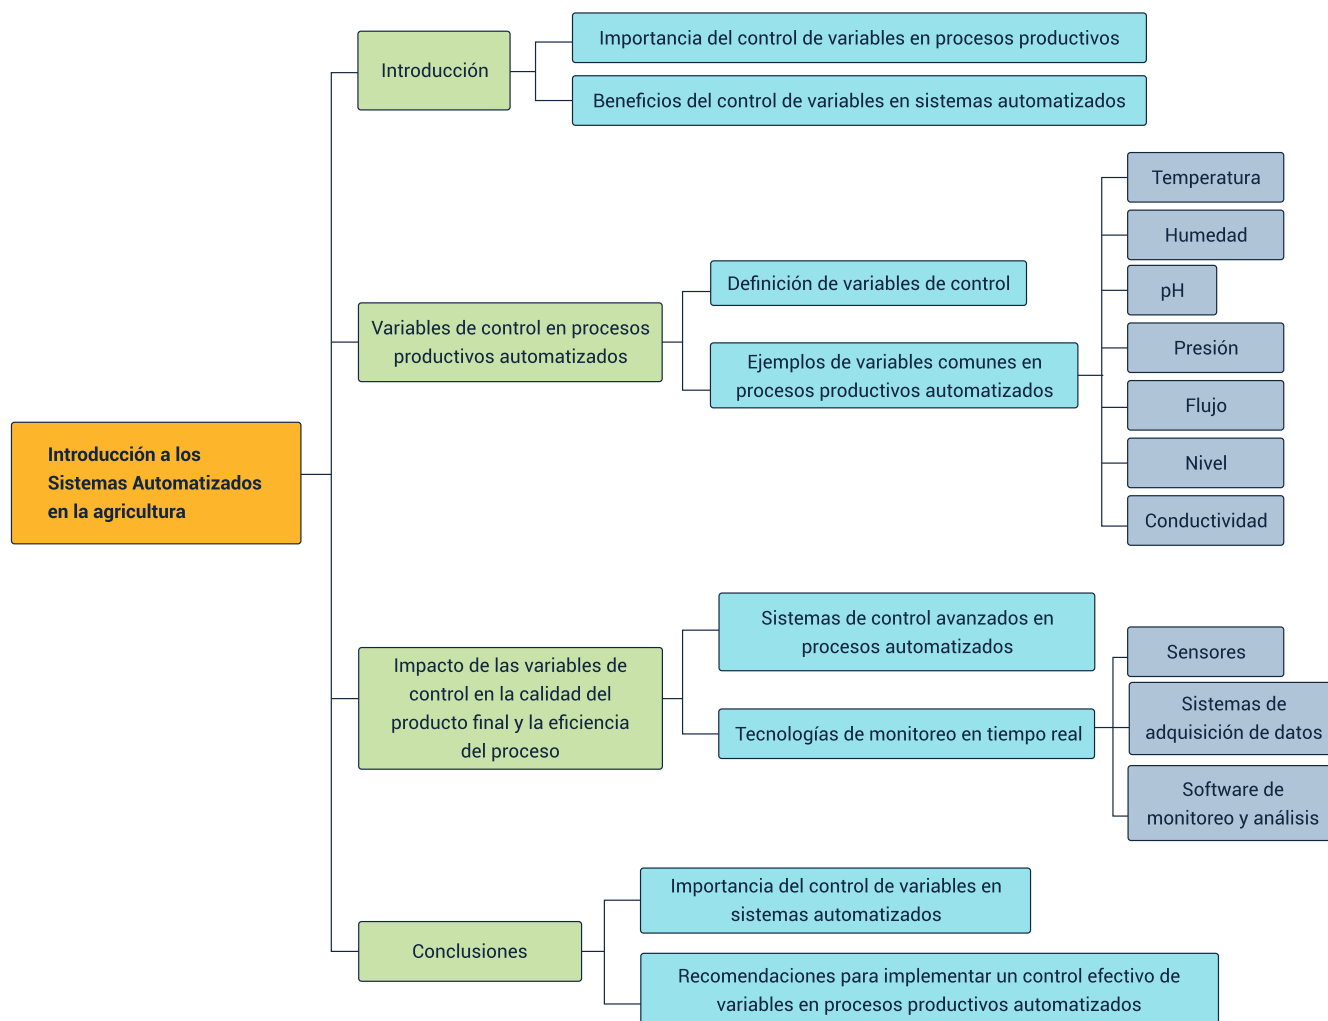 Introducción a los
Sistemas Automatizados
en la agricultura
Introducción
Importancia del control de variables en procesos productivos
Beneficios del control de variables en sistemas automatizados
Variables de control en procesos
productivos automatizados
Definición de variables de control
Ejemplos de variables comunes en
procesos productivos automatizados
Temperatura
Humedad
pH
Presión
Flujo
Nivel
Conductividad
Impacto de las variables de
control en la calidad del
producto final y la eficiencia
del proceso
Sistemas de control avanzados en
procesos automatizados
Tecnologías de monitoreo en tiempo real
Sensores
Sistemas de
adquisición de datos
Software de
monitoreo y análisis
Conclusiones
Importancia del control de variables en
sistemas automatizados
Recomendaciones para implementar un control efectivo de
variables en procesos productivos automatizados